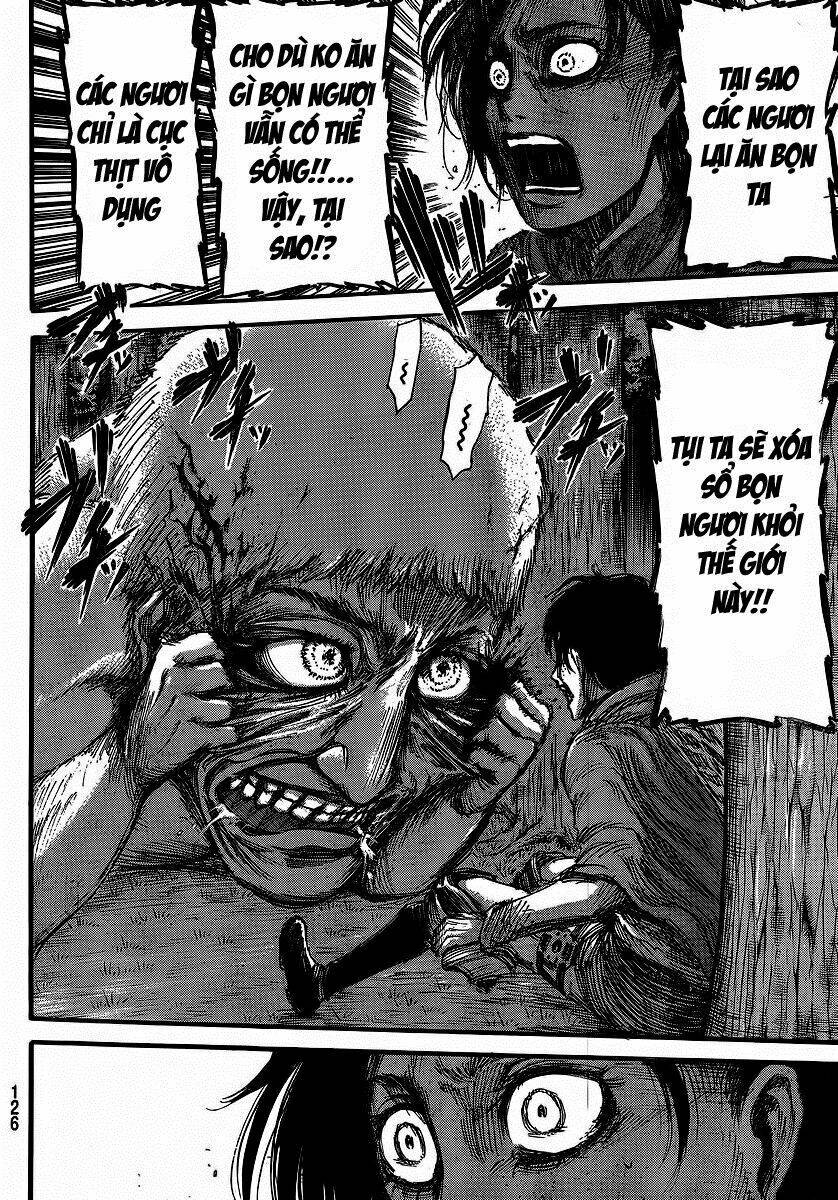 TẠI SAO
CÁC NGƯƠI
LẠI ĂN BỌN
TA
CHO DÙ KO ĂN
GÌ BỌN NGƯƠI
VẪN CÓ THỂ
SỐNG!!...
VẬY, TẠI
SAO!?
CÁC NGƯƠI
CHỈ LÀ CỤC
THỊT VÔ
DỤNG
TỤI TA SẼ XÓA
SỔ BỌN
NGƯƠI KHỎI
THẾ GIỚI
NÀY!!
126